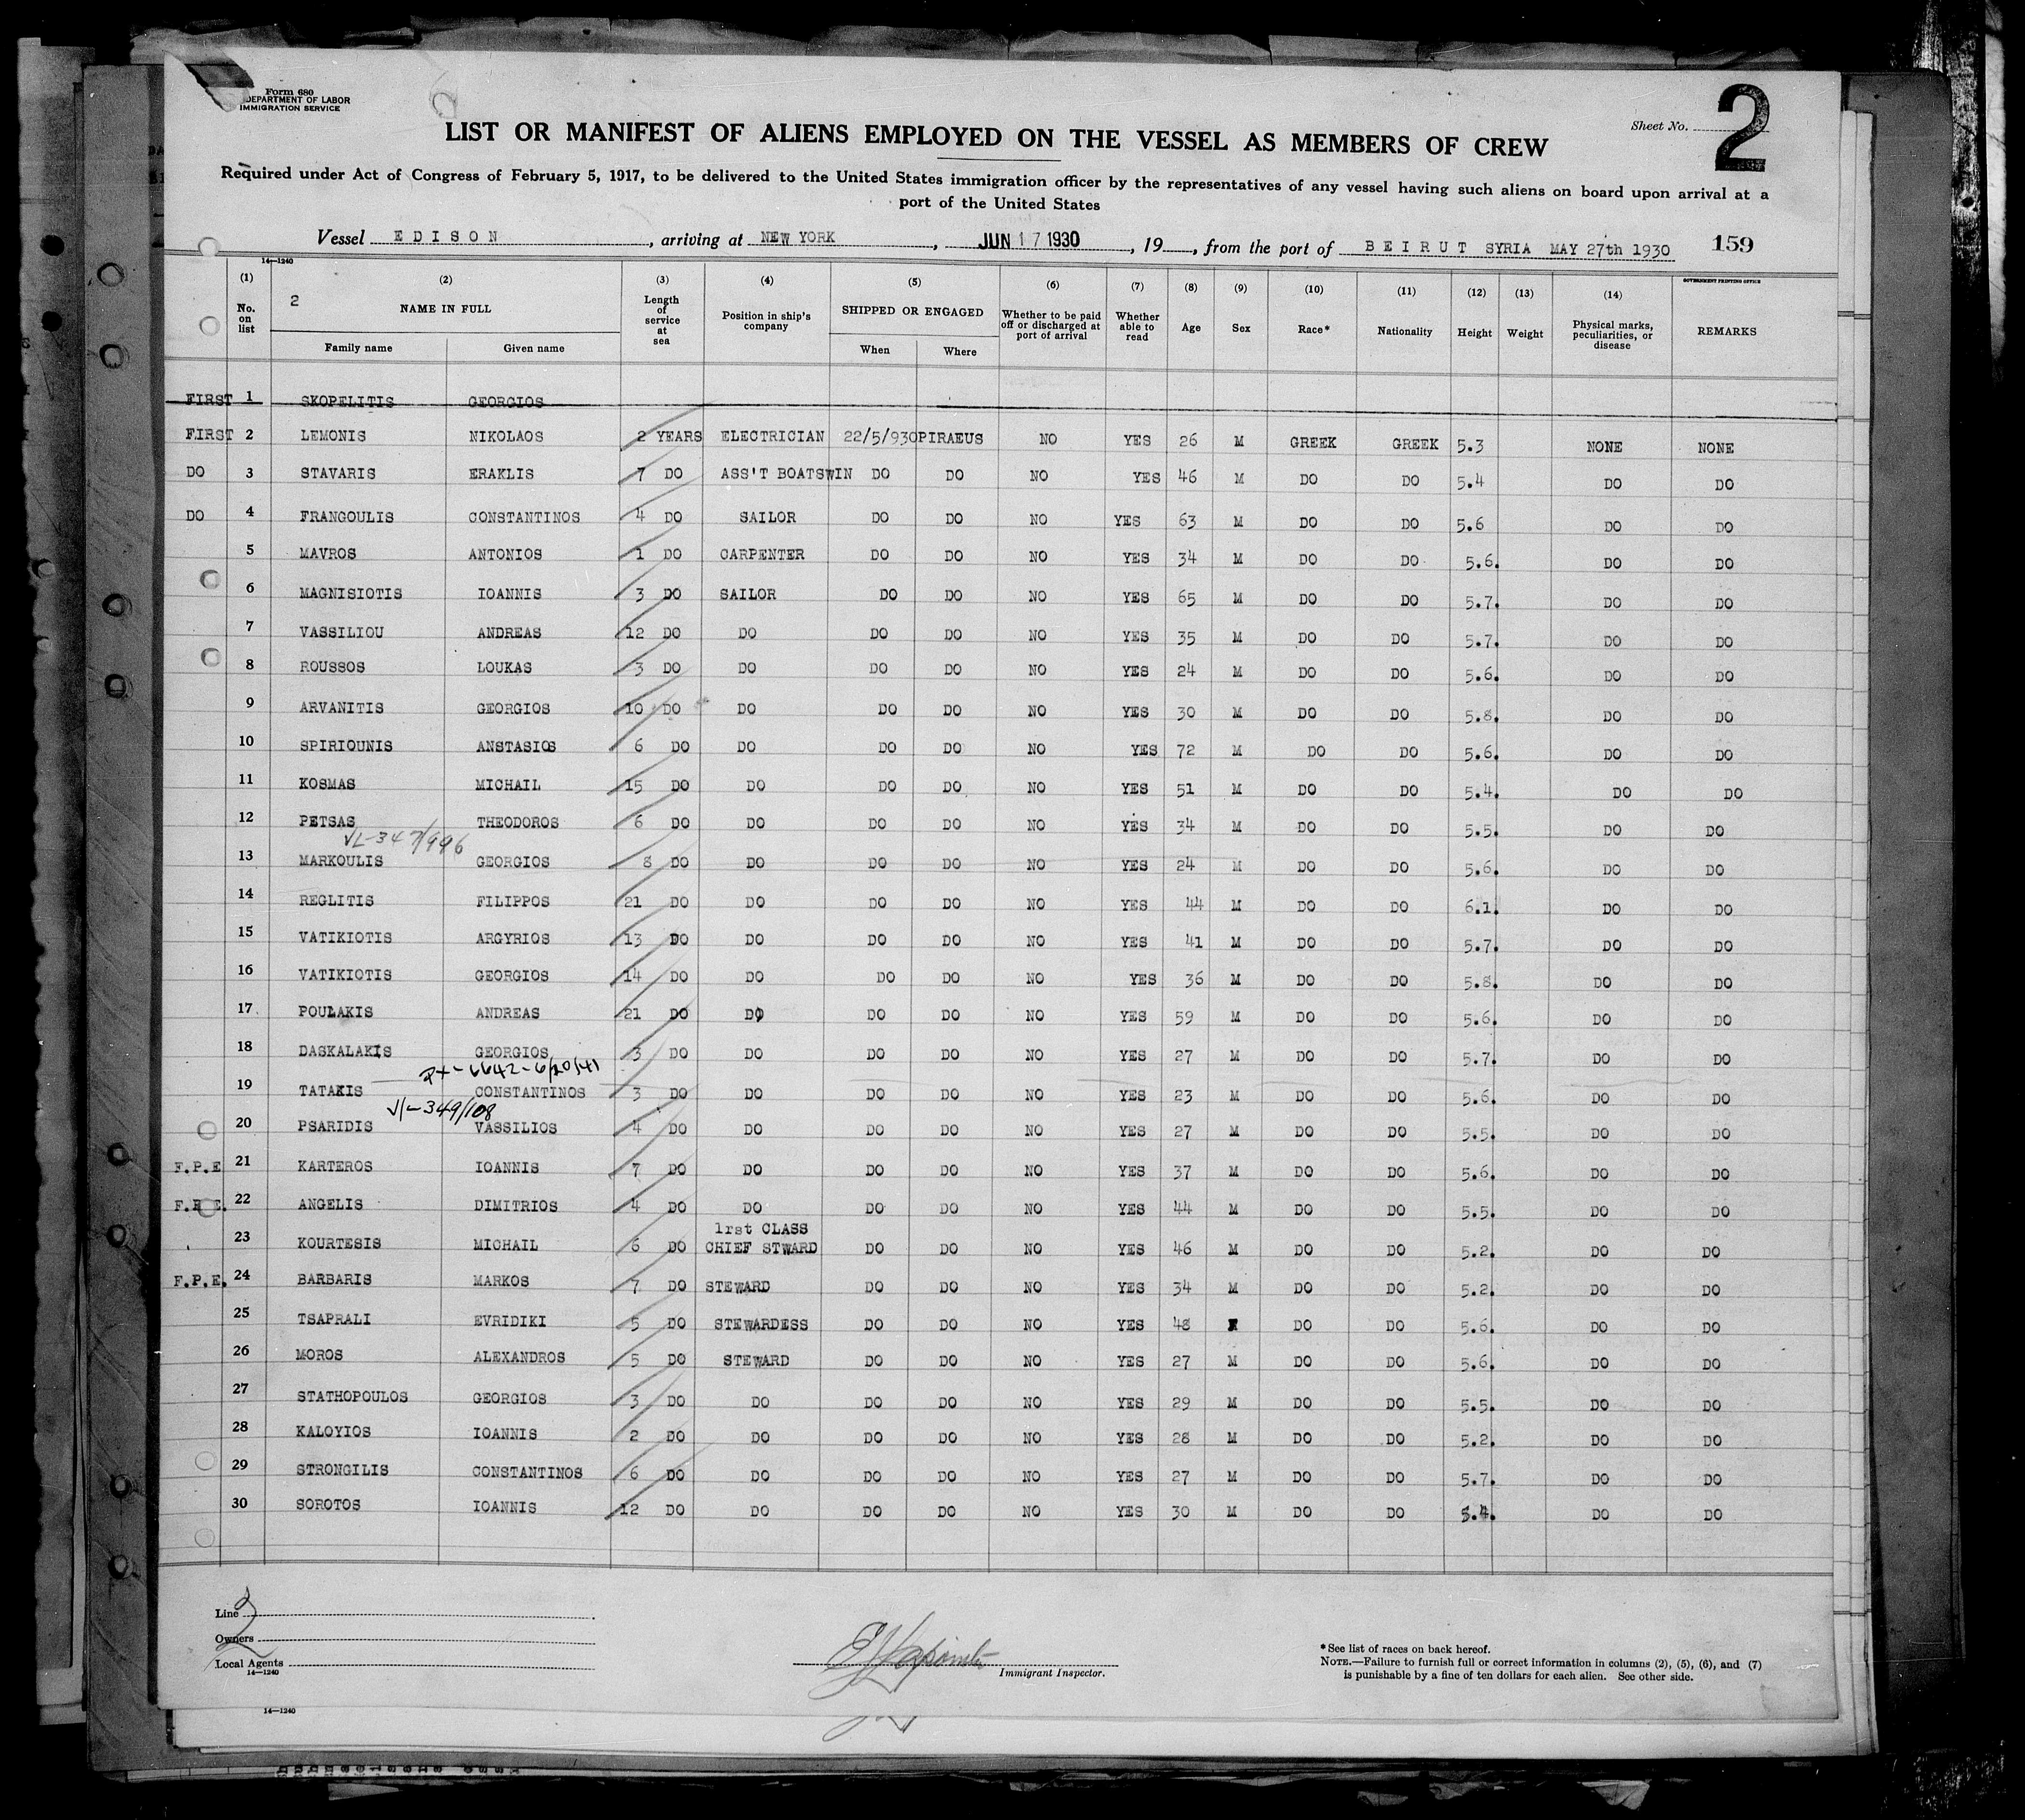 Form 680
DEPARTMENT OF LABOR
IMMIGRATION SERVICE
Sheet No. 2
LIST OR MANIFEST OF ALIENS EMPLOYED ON THE VESSEL AS MEMBERS OF CREW
Required under Act of Congress of February 5, 1917, to be delivered to the United States immigration officer by the representatives of any vessel having such aliens on board upon arrival at a
port of the United States
Vessel EDISON, arriving at NEW YORK, JUN 17 1930, 19, from the port of BEIRUT SYRIA MAY 27th 1930 159
14-1240
(1) (2) (3) (4) (5) (6) (7) (8) (9) (10) (11) (12) (13) (14) GOVERNMENT PRINTING OFFICE
No. on list 2 NAME IN FULL Length of service at sea Position in ship's company SHIPPED OR ENGAGED Whether to be paid off or discharged at port of arrival Whether able to read Age Sex Race* Nationality Height Weight Physical marks, peculiarities, or disease REMARKS
Family name Given name When Where
FIRST 1 SKOPELITIS GEORGIOS
FIRST 2 LEMONIS NIKOLAOS 2 YEARS ELECTRICIAN 22/5/930 PIRAEUS NO YES 26 M GREEK GREEK 5.3 NONE NONE
DO 3 STAVARIS ERAKLIS 7 DO ASS'T BOATSWIN DO DO NO YES 46 M DO DO 5.4 DO DO
DO 4 FRANGOULIS CONSTANTINOS 4 DO SAILOR DO DO NO YES 63 M DO DO 5.6 DO DO
5 MAVROS ANTONIOS 1 DO CARPENTER DO DO NO YES 34 M DO DO 5.6. DO DO
6 MAGNISIOTIS IOANNIS 3 DO SAILOR DO DO NO YES 65 M DO DO 5.7. DO DO
7 VASSILIOU ANDREAS 12 DO DO DO DO NO YES 35 M DO DO 5.7. DO DO
8 ROUSSOS LOUKAS 3 DO DO DO DO NO YES 24 M DO DO 5.6. DO DO
9 ARVANITIS GEORGIOS 10 DO DO DO DO NO YES 30 M DO DO 5.8. DO DO
10 SPIRIOUNIS ANSTASIOS 6 DO DO DO DO NO YES 72 M DO DO 5.6. DO DO
11 KOSMAS MICHAIL 15 DO DO DO DO NO YES 51 M DO DO 5.4. DO DO
12 PETSAS THEODOROS 6 DO DO DO DO NO YES 34 M DO DO 5.5. DO DO
VL-347/996
13 MARKOULIS GEORGIOS 8 DO DO DO DO NO YES 24 M DO DO 5.6. DO DO
14 REGLITIS FILIPPOS 21 DO DO DO DO NO YES 44 M DO DO 6.1. DO DO
15 VATIKIOTIS ARGYRIOS 13 DO DO DO DO NO YES 41 M DO DO 5.7. DO DO
16 VATIKIOTIS GEORGIOS 14 DO DO DO DO NO YES 36 M DO DO 5.8. DO DO
17 POULAKIS ANDREAS 21 DO DO DO DO NO YES 59 M DO DO 5.6. DO DO
18 DASKALAKIS GEORGIOS 3 DO DO DO DO NO YES 27 M DO DO 5.7. DO DO
6/20/41
19 TATAKIS CONSTANTINOS 3 DO DO DO DO NO YES 23 M DO DO 5.6. DO DO
VL-349/108
20 PSARIDIS VASSILIOS 4 DO DO DO DO NO YES 27 M DO DO 5.5. DO DO
F.P.E 21 KARTEROS IOANNIS 7 DO DO DO DO NO YES 37 M DO DO 5.6. DO DO
F.P.E. 22 ANGELIS DIMITRIOS 4 DO DO DO DO NO YES 44 M DO DO 5.5. DO DO
1rst CLASS
23 KOURTESIS MICHAIL 6 DO CHIEF STWARD DO DO NO YES 46 M DO DO 5.2. DO DO
F.P.E. 24 BARBARIS MARKOS 7 DO STEWARD DO DO NO YES 34 M DO DO 5.2. DO DO
25 TSAPRALI EVRIDIKI 5 DO STEWARDESS DO DO NO YES 48 F DO DO 5.6. DO DO
26 MOROS ALEXANDROS 5 DO STEWARD DO DO NO YES 27 M DO DO 5.6. DO DO
27 STATHOPOULOS GEORGIOS 3 DO DO DO DO NO YES 29 M DO DO 5.5. DO DO
28 KALOYIOS IOANNIS 2 DO DO DO DO NO YES 28 M DO DO 5.2. DO DO
29 STRONGILIS CONSTANTINOS 6 DO DO DO DO NO YES 27 M DO DO 5.7. DO DO
30 SOROTOS IOANNIS 12 DO DO DO DO NO YES 30 M DO DO 5.4. DO DO
Line
Owners
Local Agents
14-1240
Immigrant Inspector.
*See list of races on back hereof.
NOTE.—Failure to furnish full or correct information in columns (2), (5), (6), and (7)
is punishable by a fine of ten dollars for each alien. See other side.
14-1240